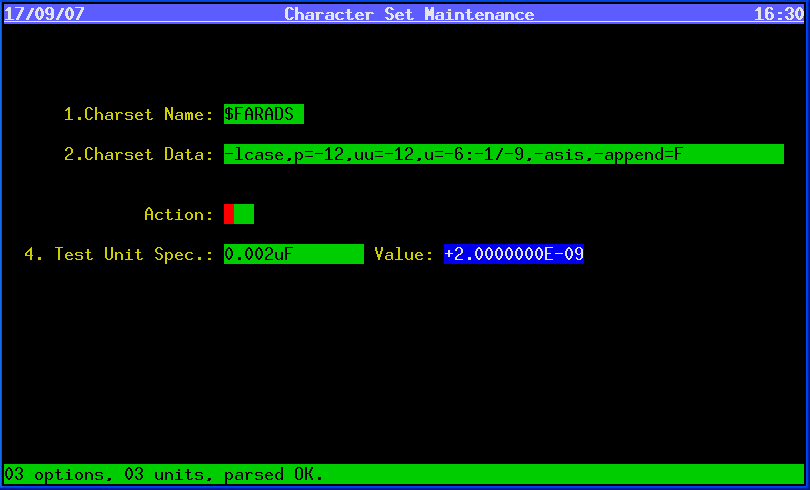 17/09/07 Character Set Maintenance 16:30
1.Charset Name: $FARADS
2.Charset Data: -lcase,p=-12,uu=-12,u=-6:-1/-9,-asis,-append=F
Action:
4. Test Unit Spec.: 0.002uF Value: +2.0000000E-09
03 options, 03 units, parsed OK.